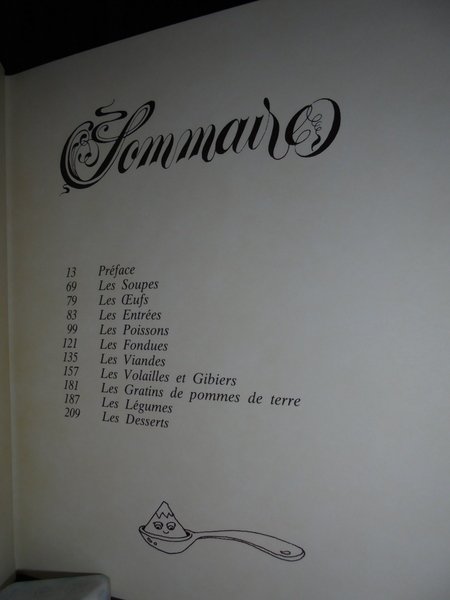 Sommaire
13 Préface
69 Les Soupes
79 Les Œufs
83 Les Entrées
99 Les Poissons
121 Les Fondues
135 Les Viandes
157 Les Volailles et Gibiers
181 Les Gratins de pommes de terre
187 Les Légumes
209 Les Desserts